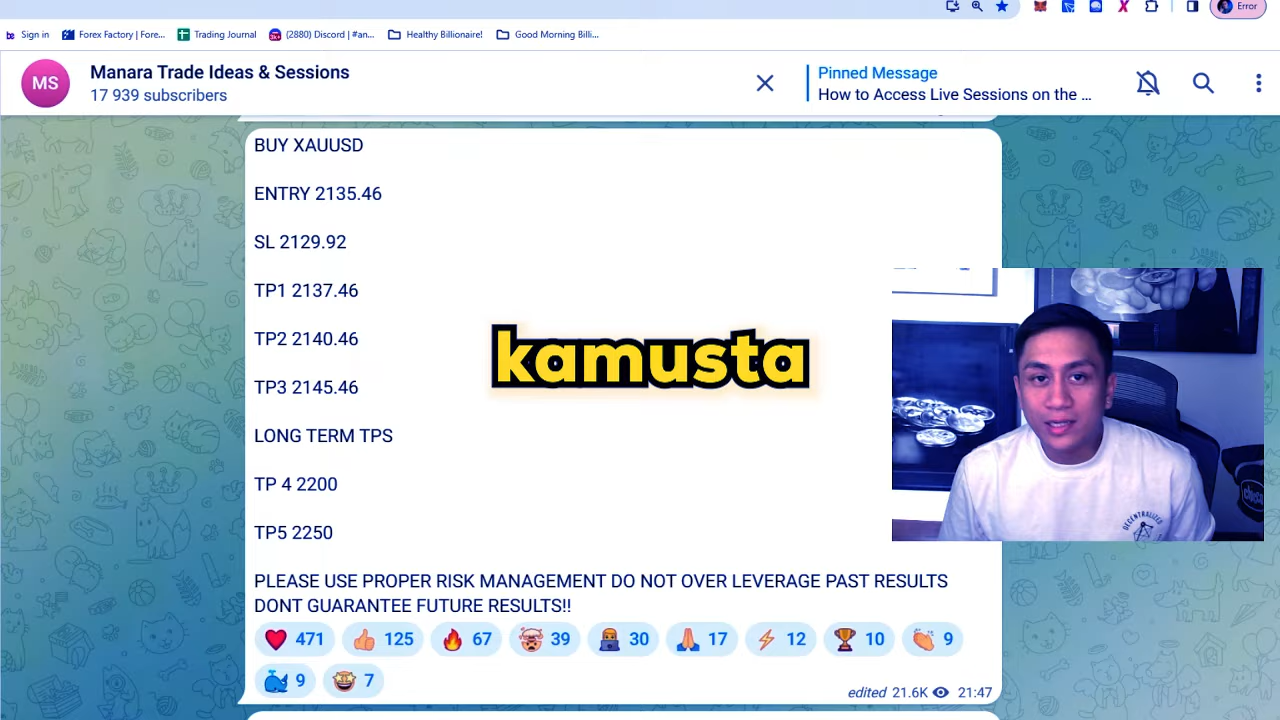 Error
Sign in
Forex Factory | Fore...
Trading Journal
(2880) Discord | #an...
Healthy Billionaire!
Good Morning Billi...
MS
Manara Trade Ideas & Sessions
17 939 subscribers
Pinned Message
How to Access Live Sessions on the ...
BUY XAUUSD
ENTRY 2135.46
SL 2129.92
TP1 2137.46
TP2 2140.46
TP3 2145.46
LONG TERM TPS
TP 4 2200
TP5 2250
PLEASE USE PROPER RISK MANAGEMENT DO NOT OVER LEVERAGE PAST RESULTS
DONT GUARANTEE FUTURE RESULTS!!
471 125 67 39 30 17 12 10 9
9 7
edited 21.6K 21:47
kamusta
DECENTRALIZED